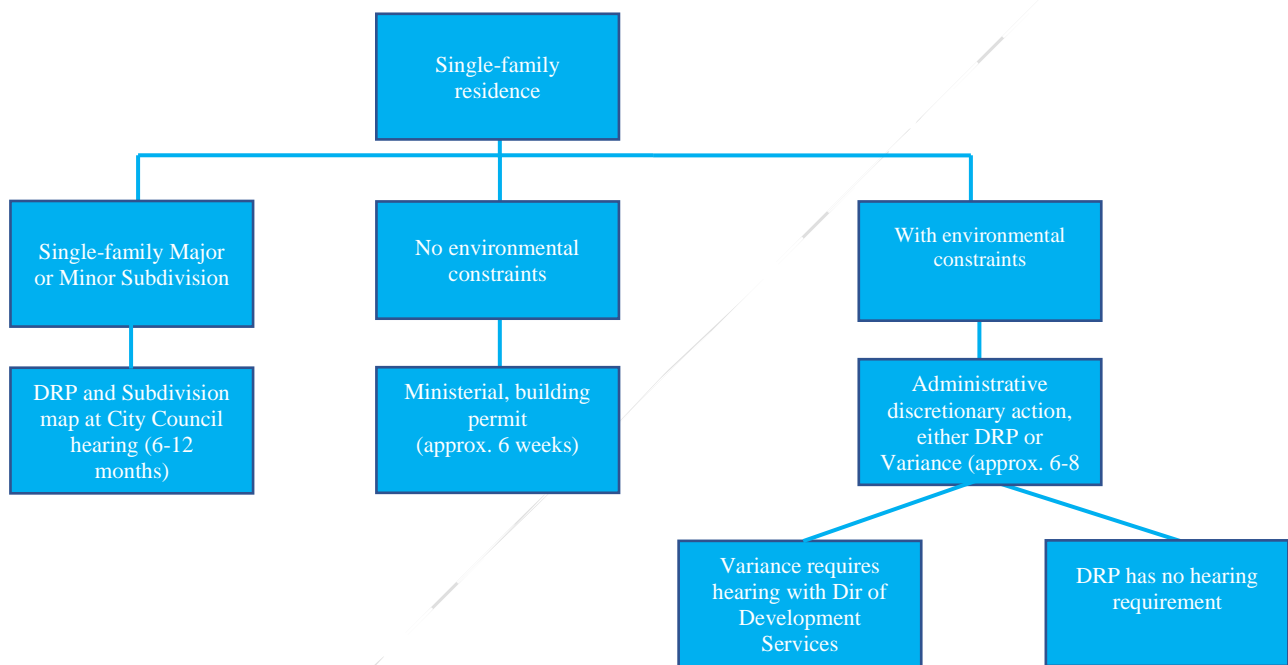 Single-family
residence
Single-family Major
or Minor Subdivision
No environmental
constraints
With environmental
constraints
DRP and Subdivision
map at City Council
hearing (6-12
months)
Ministerial, building
permit
(approx. 6 weeks)
Administrative
discretionary action,
either DRP or
Variance (approx. 6-8
Variance requires
hearing with Dir of
Development
Services
DRP has no hearing
requirement